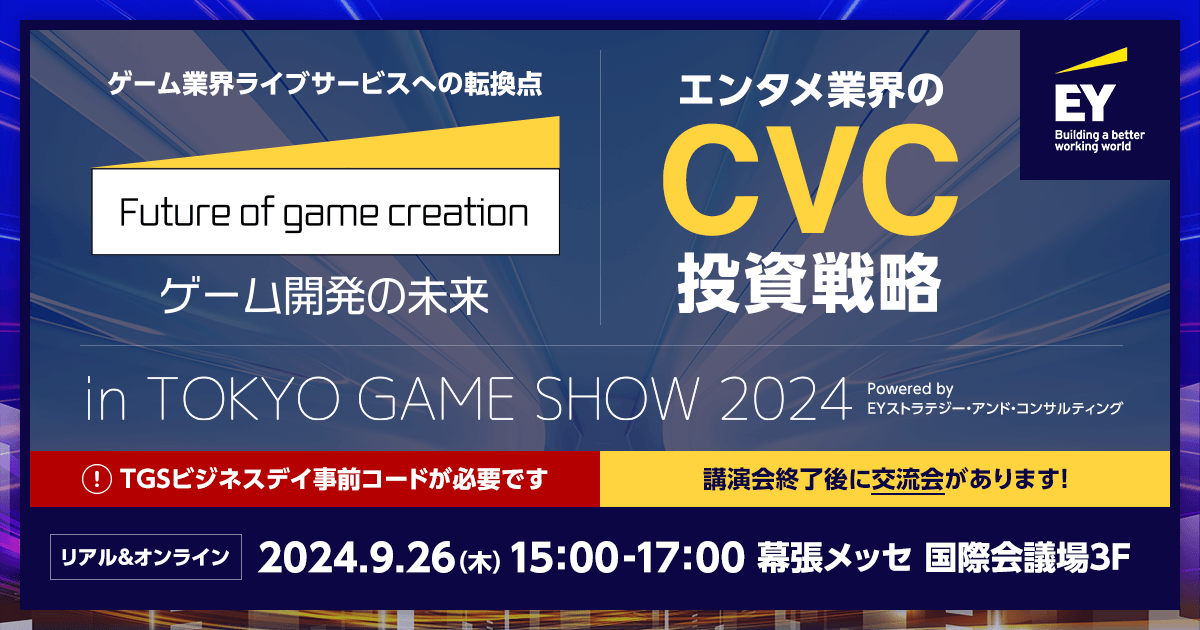 ゲーム業界ライブサービスへの転換点
Future of game creation
ゲーム開発の未来
エンタメ業界の
CVC
投資戦略
EY
Building a better
working world
in TOKYO GAME SHOW 2024
Powered by
EYストラテジー・アンド・コンサルティング
! TGSビジネスデイ事前コードが必要です
講演会終了後に交流会があります!
リアル&オンライン
2024.9.26(木) 15:00-17:00 幕張メッセ 国際会議場3F